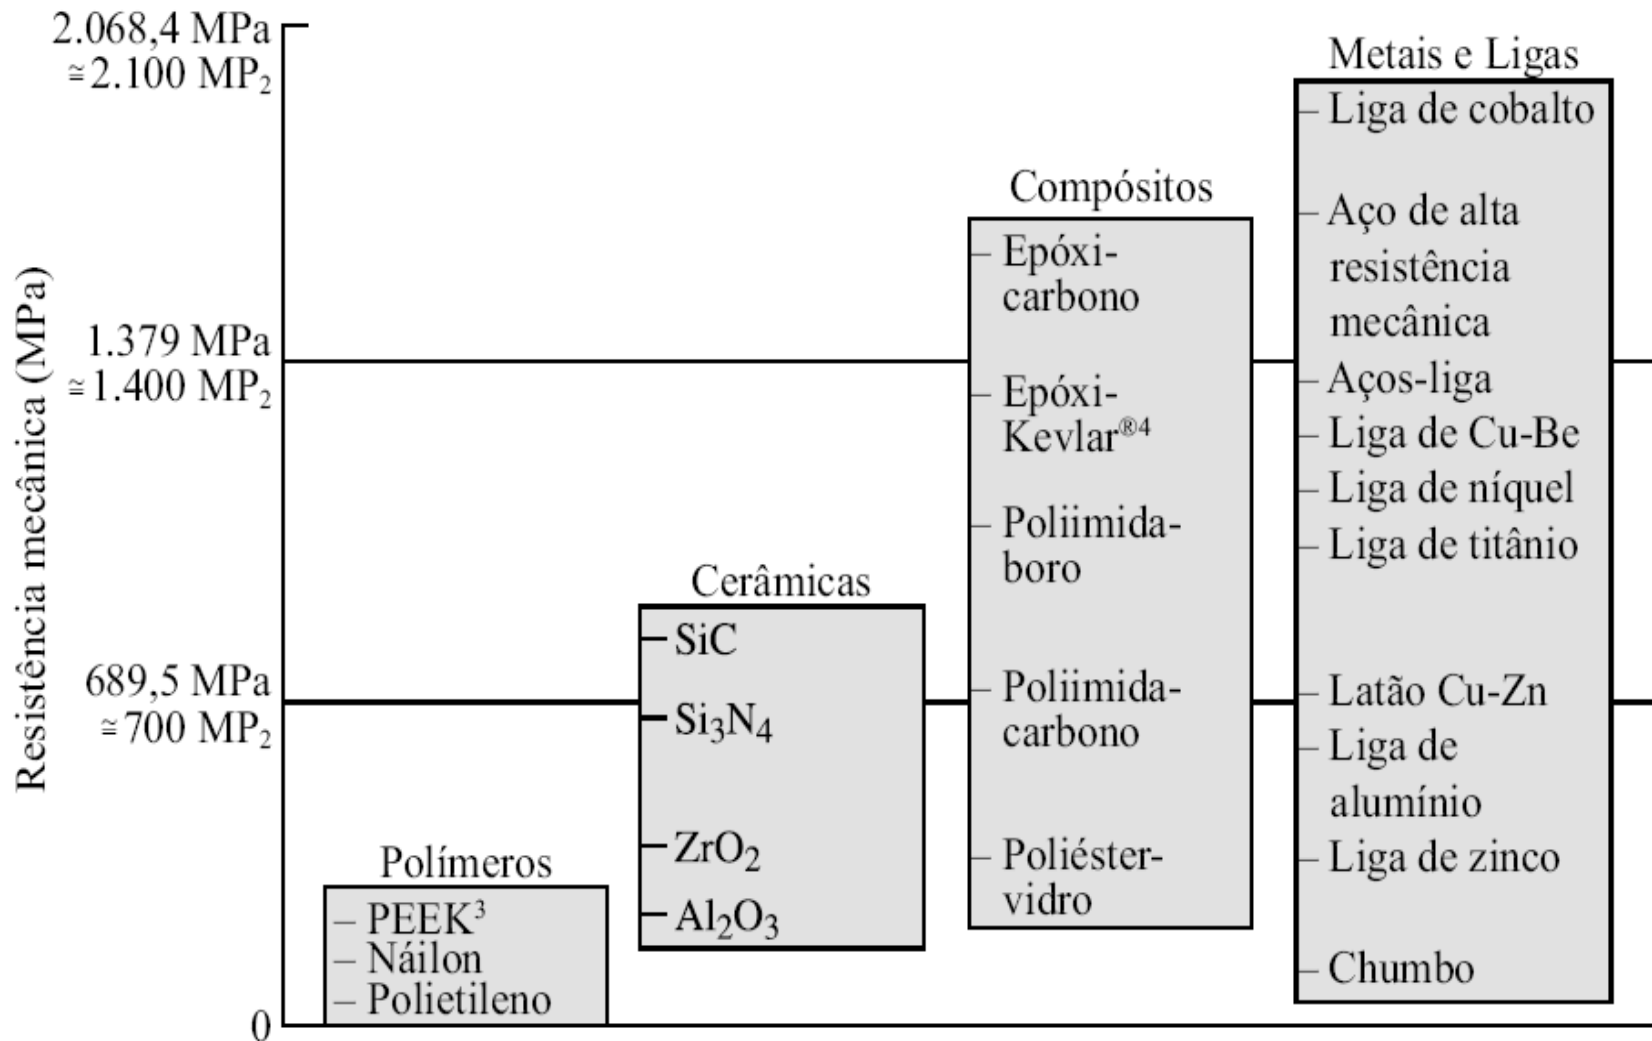 Resistência mecânica (MPa)
2.068,4 MPa
≅ 2.100 MP₂
1.379 MPa
≅ 1.400 MP₂
689,5 MPa
≅ 700 MP₂
0
Polímeros
PEEK³
Náilon
Polietileno
Cerâmicas
SiC
Si₃N₄
ZrO₂
Al₂O₃
Compósitos
Epóxi-
carbono
Epóxi-
Kevlar®⁴
Poliimida-
boro
Poliimida-
carbono
Poliéster-
vidro
Metais e Ligas
Liga de cobalto
Aço de alta
resistência
mecânica
Aços-liga
Liga de Cu-Be
Liga de níquel
Liga de titânio
Latão Cu-Zn
Liga de
alumínio
Liga de zinco
Chumbo